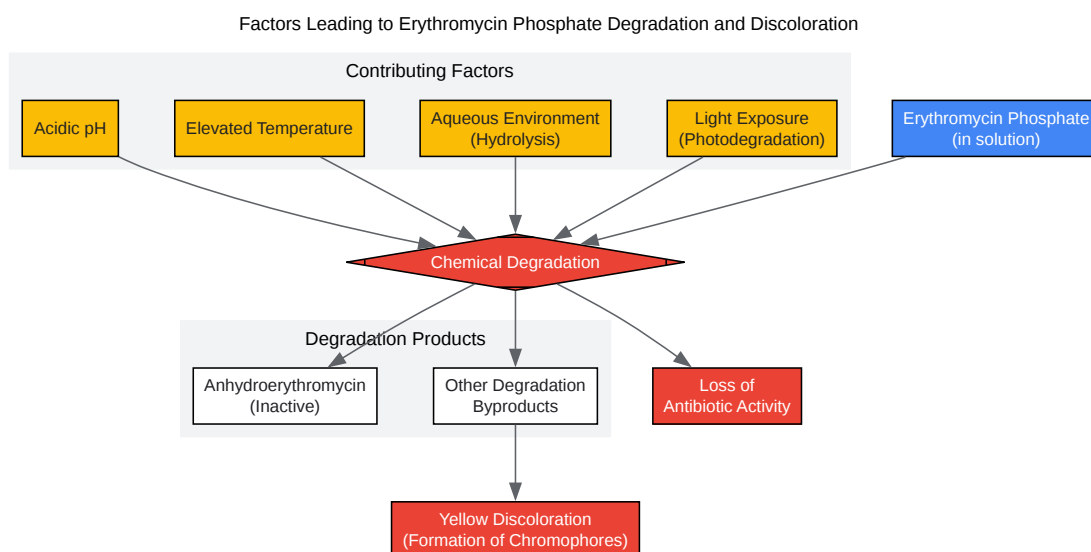 Factors Leading to Erythromycin Phosphate Degradation and Discoloration
Contributing Factors
Acidic pH
Elevated Temperature
Aqueous Environment
(Hydrolysis)
Light Exposure
(Photodegradation)
Erythromycin Phosphate
(in solution)
Chemical Degradation
Degradation Products
Anhydroerythromycin
(Inactive)
Other Degradation
Byproducts
Loss of
Antibiotic Activity
Yellow Discoloration
(Formation of Chromophores)